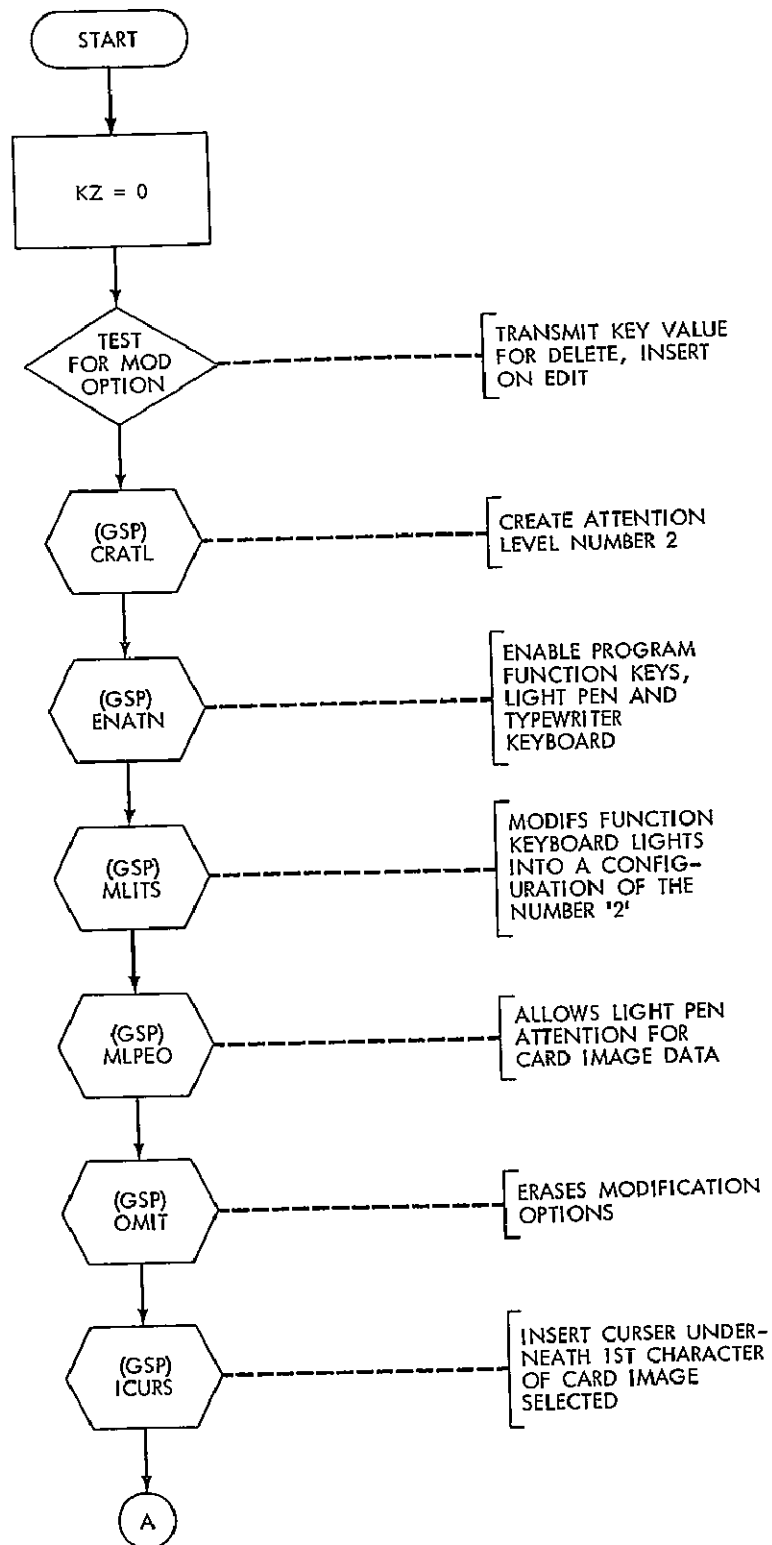 START
KZ = 0
TEST
FOR MOD
OPTION
TRANSMIT KEY VALUE
FOR DELETE, INSERT
ON EDIT
(GSP)
CRATL
CREATE ATTENTION
LEVEL NUMBER 2
(GSP)
ENATN
ENABLE PROGRAM
FUNCTION KEYS,
LIGHT PEN AND
TYPEWRITER
KEYBOARD
(GSP)
MLITS
MODIFS FUNCTION
KEYBOARD LIGHTS
INTO A CONFIG-
URATION OF THE
NUMBER '2'
(GSP)
MLPEO
ALLOWS LIGHT PEN
ATTENTION FOR
CARD IMAGE DATA
(GSP)
OMIT
ERASES MODIFICATION
OPTIONS
(GSP)
ICURS
INSERT CURSER UNDER-
NEATH 1ST CHARACTER
OF CARD IMAGE
SELECTED
A